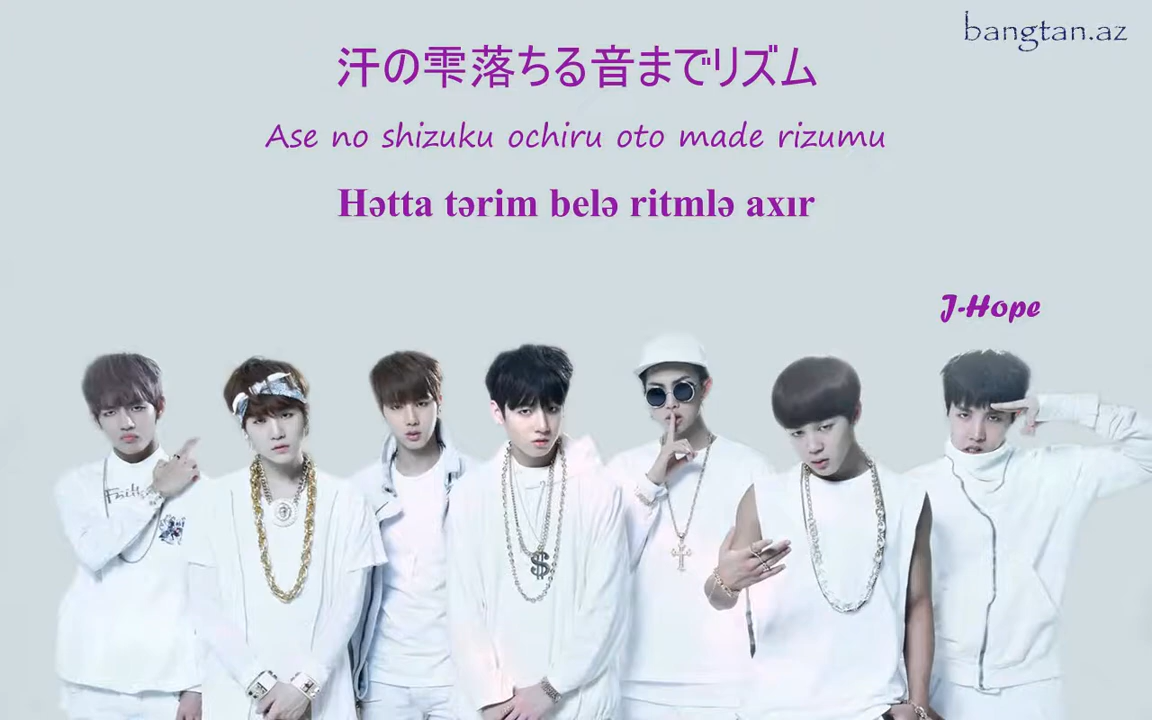 bangtan.az
汗の雫落ちる音までリズム
Ase no shizuku ochiru oto made rizumu
Hətta tərim belə ritmlə axır
J-Hope